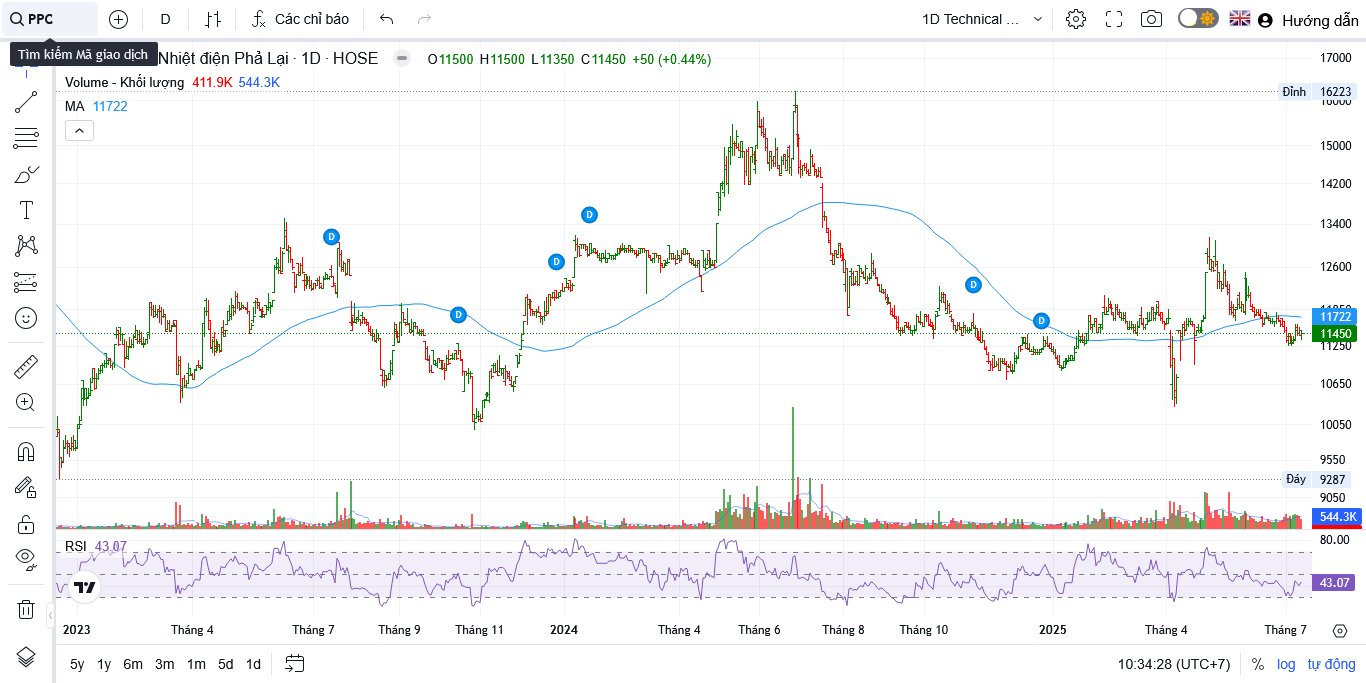 PPC
D
Các chỉ báo
1D Technical ...
Hướng dẫn
Tìm kiếm Mã giao dịch
Nhiệt điện Phả Lại · 1D · HOSE
O11500 H11500 L11350 C11450 +50 (+0.44%)
Volume - Khối lượng 411.9K 544.3K
MA 11722
17000
Đỉnh 16223
16000
15000
14200
13400
12600
11722
11450
11250
10650
10050
9550
Đáy 9287
9050
544.3K
D
D
D
D
D
D
RSI 43.07
80.00
43.07
2023 Tháng 4 Tháng 7 Tháng 9 Tháng 11 2024 Tháng 4 Tháng 6 Tháng 8 Tháng 10 2025 Tháng 4 Tháng 7
5y 1y 6m 3m 1m 5d 1d
10:34:28 (UTC+7) % log tự động